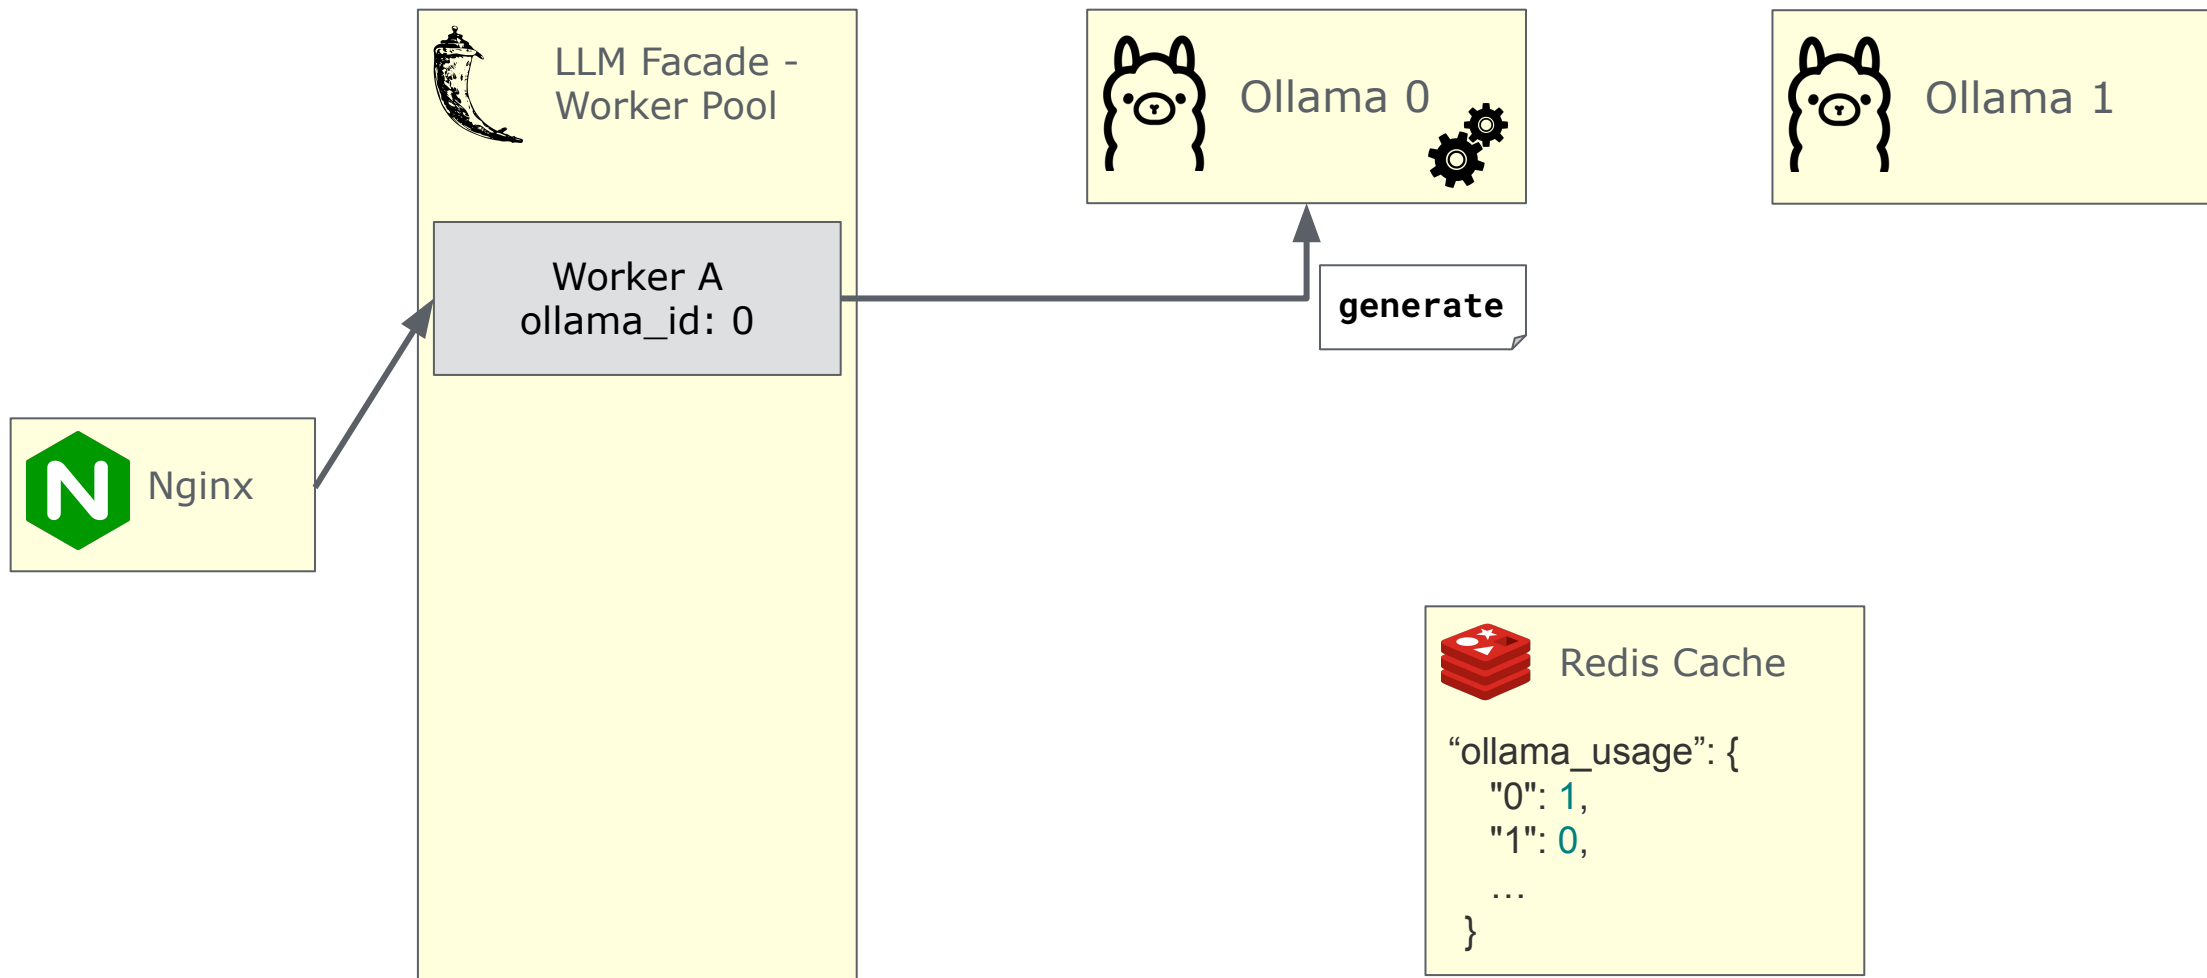 LLM Facade -
Worker Pool
Ollama 0
Ollama 1
Worker A
ollama_id: 0
generate
N Nginx
Redis Cache
“ollama_usage”: {
"0": 1,
"1": 0,
…
}